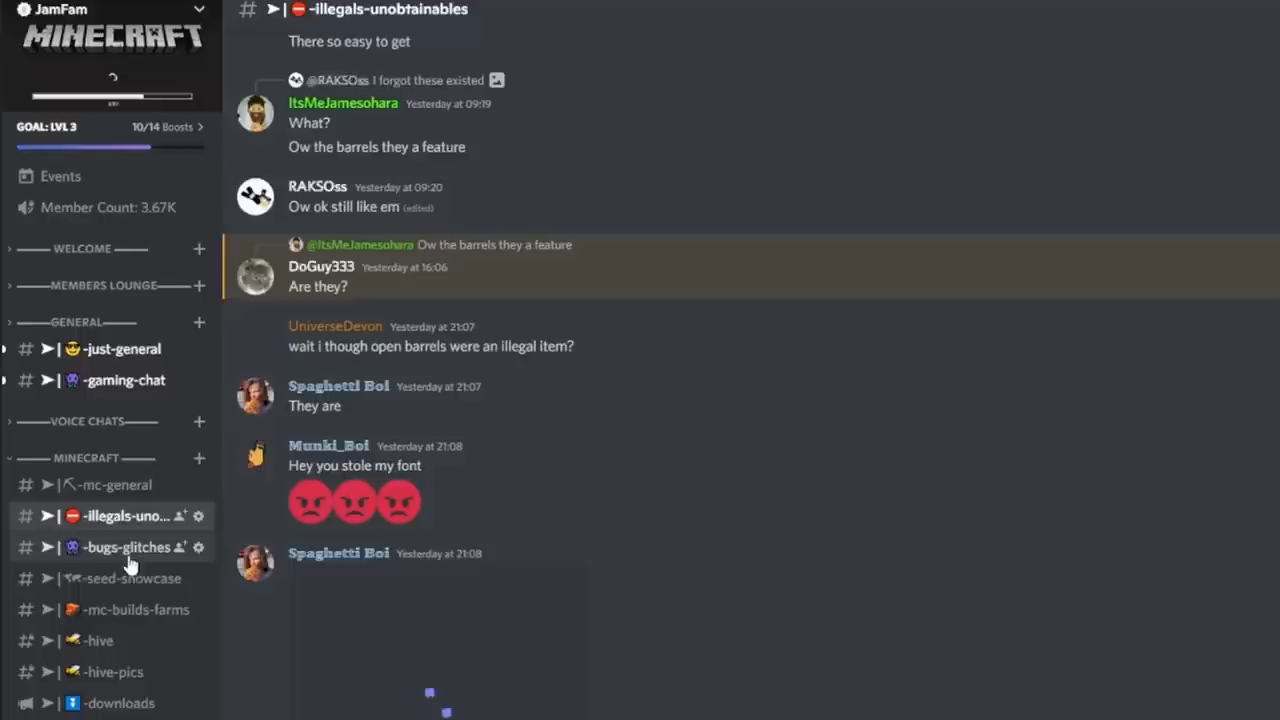 JamFam
MINECRAFT
GOAL: LVL 3
10/14 Boosts
Events
Member Count: 3.67K
WELCOME
MEMBERS LOUNGE
GENERAL
-just-general
-gaming-chat
VOICE CHATS
MINECRAFT
-mc-general
-illegals-uno...
-bugs-glitches
-seed-showcase
-mc-builds-farms
-hive
-hive-pics
-downloads
-illegals-unobtainables
There so easy to get
@RAKSOss I forgot these existed
ItsMeJamesohara Yesterday at 09:19
What?
Ow the barrels they a feature
RAKSOss Yesterday at 09:20
Ow ok still like em (edited)
@ItsMeJamesohara Ow the barrels they a feature
DoGuy333 Yesterday at 16:06
Are they?
UniverseDevon Yesterday at 21:07
wait i though open barrels were an illegal item?
Spaghetti Boi Yesterday at 21:07
They are
Munki_Boi Yesterday at 21:08
Hey you stole my font
Spaghetti Boi Yesterday at 21:08